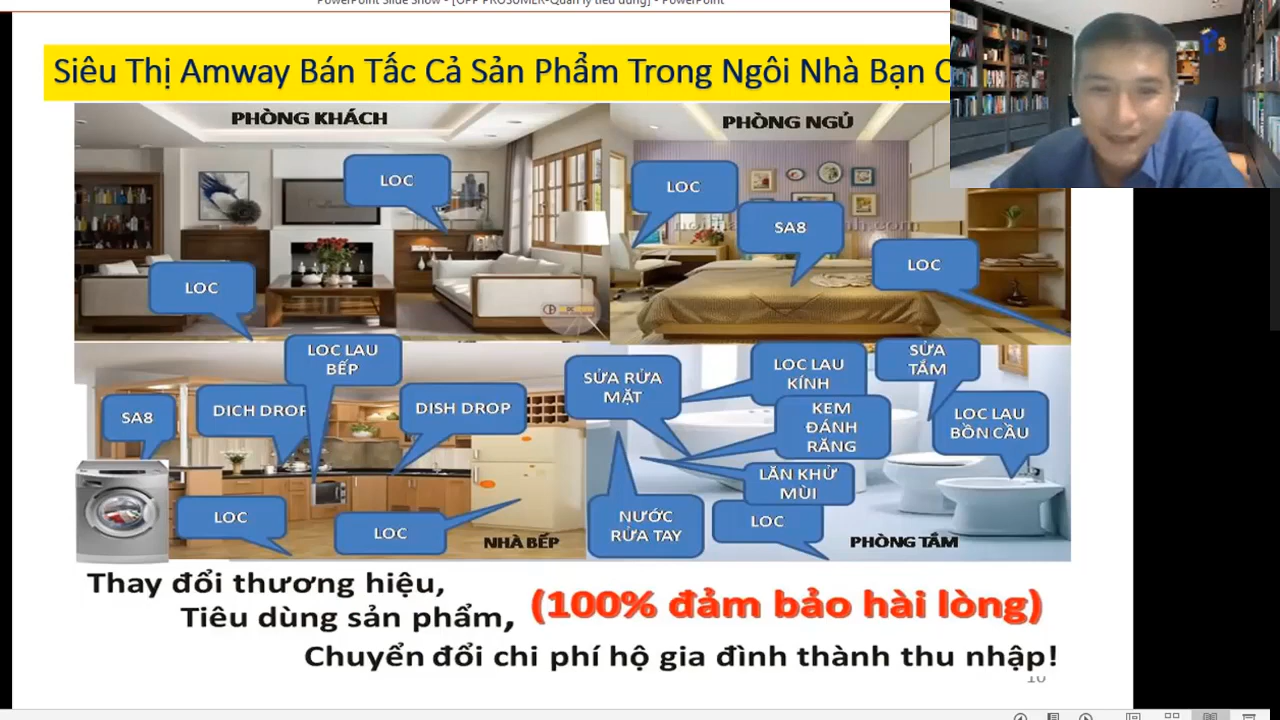 PowerPoint Slide Show - [OPP PROSUMER-Quản lý tiêu dùng] - PowerPoint
Siêu Thị Amway Bán Tấc Cả Sản Phẩm Trong Ngôi Nhà Bạn
PHÒNG KHÁCH
PHÒNG NGỦ
LOC
LOC
SA8
LOC
LOC
LOC LAU
BẾP
SA8
DICH DROP
DISH DROP
LOC
LOC
NHÀ BẾP
SỬA RỬA
MẶT
LOC LAU
KÍNH
SỬA
TẮM
KEM
ĐÁNH
RĂNG
LOC LAU
BỒN CẦU
LĂN KHỬ
MÙI
NƯỚC
RỬA TAY
LOC
PHÒNG TẮM
Thay đổi thương hiệu,
Tiêu dùng sản phẩm,
(100% đảm bảo hài lòng)
Chuyển đổi chi phí hộ gia đình thành thu nhập!